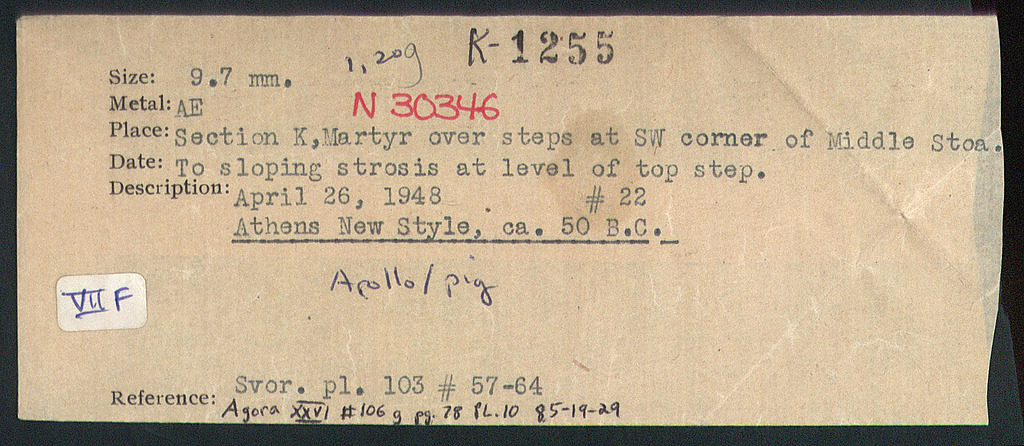 1,20g K-1255
Size: 9.7 mm.
Metal: AE N 30346
Place: Section K, Martyr over steps at SW corner of Middle Stoa.
Date: To sloping strosis at level of top step.
Description: April 26, 1948 # 22
Athens New Style, ca. 50 B.C.
Apollo/pig
VII F
Reference: Svor. pl. 103 # 57-64
Agora XXVI #106 g pg. 78 PL.10 85-19-29